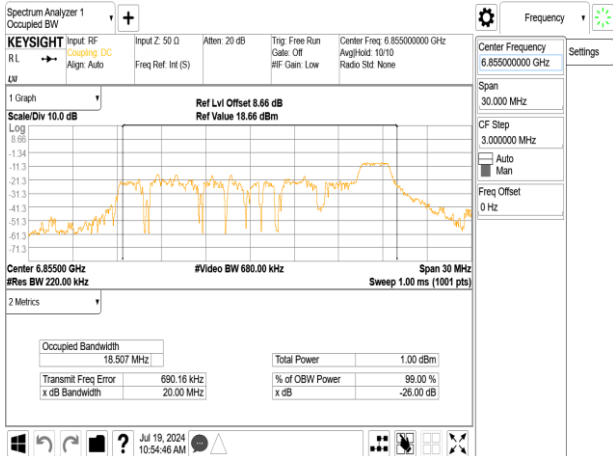 Spectrum Analyzer 1
Occupied BW
+
Frequency
KEYSIGHT
RL
LXI
Input: RF
Coupling: DC
Align: Auto
Input Z: 50 Ω
Freq Ref: Int (S)
Atten: 20 dB
Trig: Free Run
Gate: Off
#IF Gain: Low
Center Freq: 6.855000000 GHz
Avg|Hold: 10/10
Radio Std: None
Center Frequency
6.855000000 GHz
Settings
Span
30.000 MHz
CF Step
3.000000 MHz
Auto
Man
Freq Offset
0 Hz
1 Graph
Scale/Div 10.0 dB
Ref Lvl Offset 8.66 dB
Ref Value 18.66 dBm
Log
8.66
-1.34
-11.3
-21.3
-31.3
-41.3
-51.3
-61.3
-71.3
Center 6.85500 GHz
#Video BW 680.00 kHz
Span 30 MHz
#Res BW 220.00 kHz
Sweep 1.00 ms (1001 pts)
2 Metrics
Occupied Bandwidth
18.507 MHz
Total Power 1.00 dBm
Transmit Freq Error 690.16 kHz
% of OBW Power 99.00 %
x dB Bandwidth 20.00 MHz
x dB -26.00 dB
?
Jul 19, 2024
10:54:46 AM